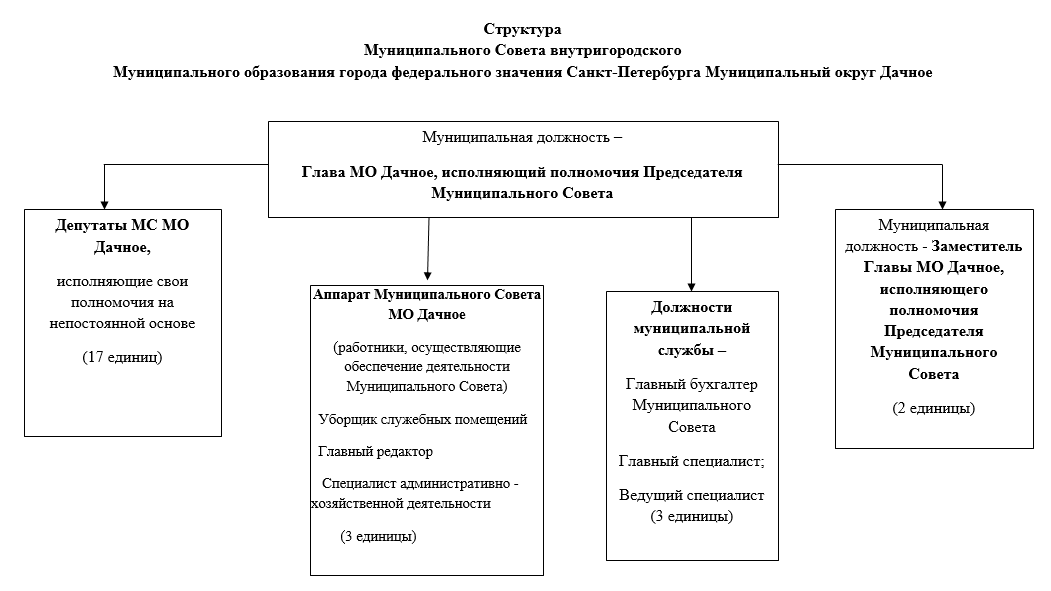 Структура
Муниципального Совета внутригородского
Муниципального образования города федерального значения Санкт-Петербурга Муниципальный округ Дачное
Муниципальная должность –
Глава МО Дачное, исполняющий полномочия Председателя
Муниципального Совета
Депутаты МС МО
Дачное,
исполняющие свои
полномочия на
непостоянной основе
(17 единиц)
Аппарат Муниципального Совета
МО Дачное
(работники, осуществляющие
обеспечение деятельности
Муниципального Совета)
Уборщик служебных помещений
Главный редактор
Специалист административно -
хозяйственной деятельности
(3 единицы)
Должности
муниципальной
службы –
Главный бухгалтер
Муниципального
Совета
Главный специалист;
Ведущий специалист
(3 единицы)
Муниципальная
должность - Заместитель
Главы МО Дачное,
исполняющего
полномочия
Председателя
Муниципального
Совета
(2 единицы)